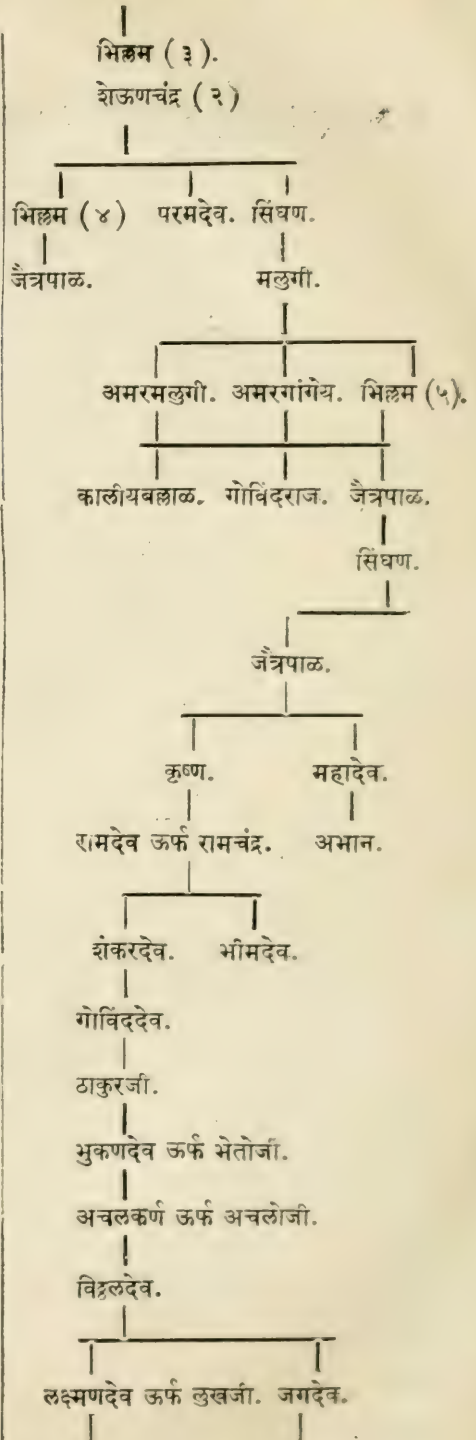 भिल्लम ( ३ ).
शेऊणचंद्र ( २ )
भिल्लम ( ४ ) परमदेव. सिंघण.
जैत्रपाळ. मलुगी.
अमरमलुगी. अमरगांगेय. भिल्लम (५).
कालीयबल्लाळ. गोविंदराज. जैत्रपाळ.
सिंघण.
जैत्रपाळ.
कृष्ण. महादेव.
रामदेव ऊर्फ रामचंद्र. अभान.
शंकरदेव. भीमदेव.
गोविंददेव.
ठाकुरजी.
भुकणदेव ऊर्फ भेतोजी.
अचलकर्ण ऊर्फ अचलोजी.
विठ्ठलदेव.
लक्ष्मणदेव ऊर्फ लुखजी. जगदेव.